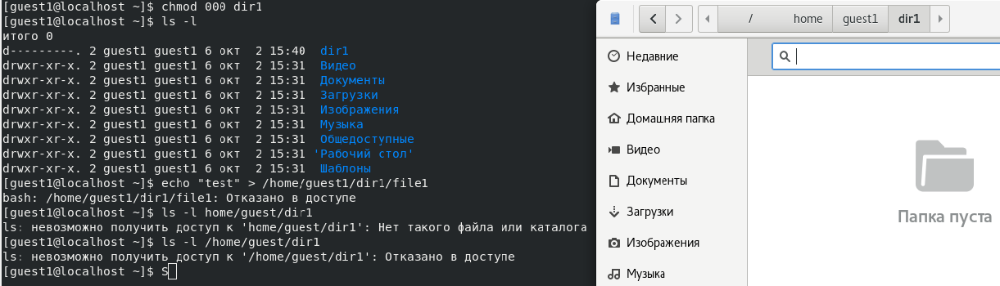 [guest1@localhost ~]$ chmod 000 dir1
[guest1@localhost ~]$ ls -l
итого 0
d---------. 2 guest1 guest1 6 окт  2 15:40  dir1
drwxr-xr-x. 2 guest1 guest1 6 окт  2 15:31  Видео
drwxr-xr-x. 2 guest1 guest1 6 окт  2 15:31  Документы
drwxr-xr-x. 2 guest1 guest1 6 окт  2 15:31  Загрузки
drwxr-xr-x. 2 guest1 guest1 6 окт  2 15:31  Изображения
drwxr-xr-x. 2 guest1 guest1 6 окт  2 15:31  Музыка
drwxr-xr-x. 2 guest1 guest1 6 окт  2 15:31  Общедоступные
drwxr-xr-x. 2 guest1 guest1 6 окт  2 15:31 'Рабочий стол'
drwxr-xr-x. 2 guest1 guest1 6 окт  2 15:31  Шаблоны
[guest1@localhost ~]$ echo "test" > /home/guest1/dir1/file1
bash: /home/guest1/dir1/file1: Отказано в доступе
[guest1@localhost ~]$ ls -l home/guest/dir1
ls: невозможно получить доступ к 'home/guest/dir1': Нет такого файла или каталога
[guest1@localhost ~]$ ls -l /home/guest/dir1
ls: невозможно получить доступ к '/home/guest/dir1': Отказано в доступе
[guest1@localhost ~]$ S
/ home guest1 dir1
Недавние
Избранные
Домашняя папка
Видео
Документы
Загрузки
Изображения
Музыка
Папка пуста